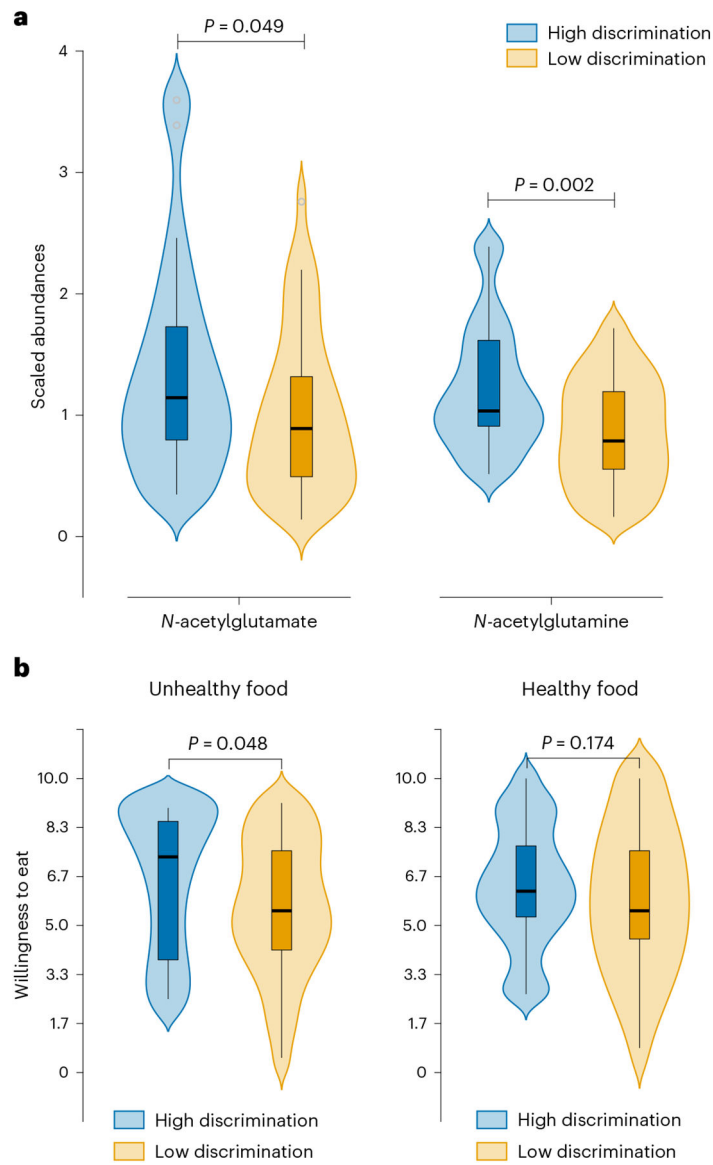 a
P = 0.049
High discrimination
Low discrimination
4
3
P = 0.002
2
1
0
Scaled abundances
N-acetylglutamate
N-acetylglutamine
b
Unhealthy food
Healthy food
P = 0.048
P = 0.174
10.0
8.3
6.7
5.0
3.3
1.7
0
Willingness to eat
10.0
8.3
6.7
5.0
3.3
1.7
0
High discrimination
Low discrimination
High discrimination
Low discrimination